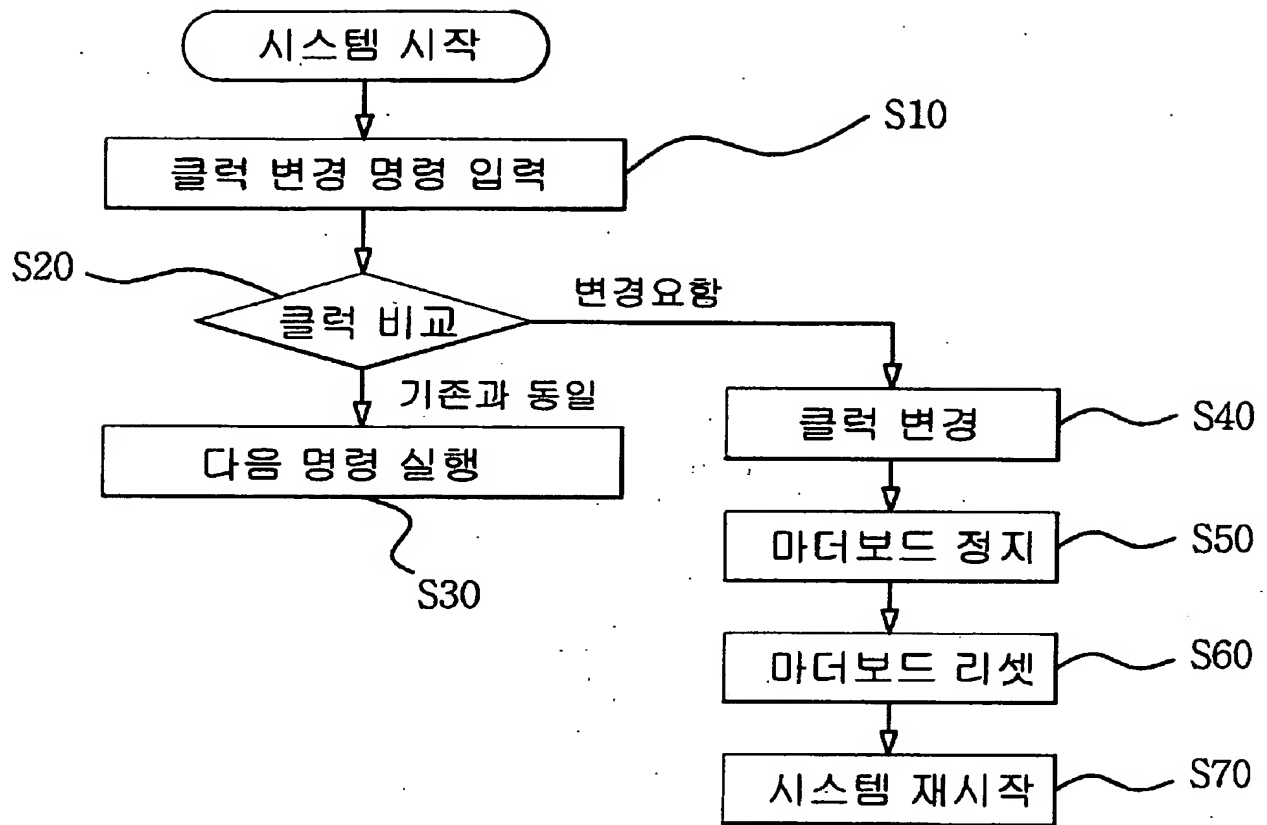 시스템 시작
S10
클럭 변경 명령 입력
S20
변경요함
클럭 비교
기존과 동일
S40
클럭 변경
다음 명령 실행
S50
마더보드 정지
S30
S60
마더보드 리셋
S70
시스템 재시작